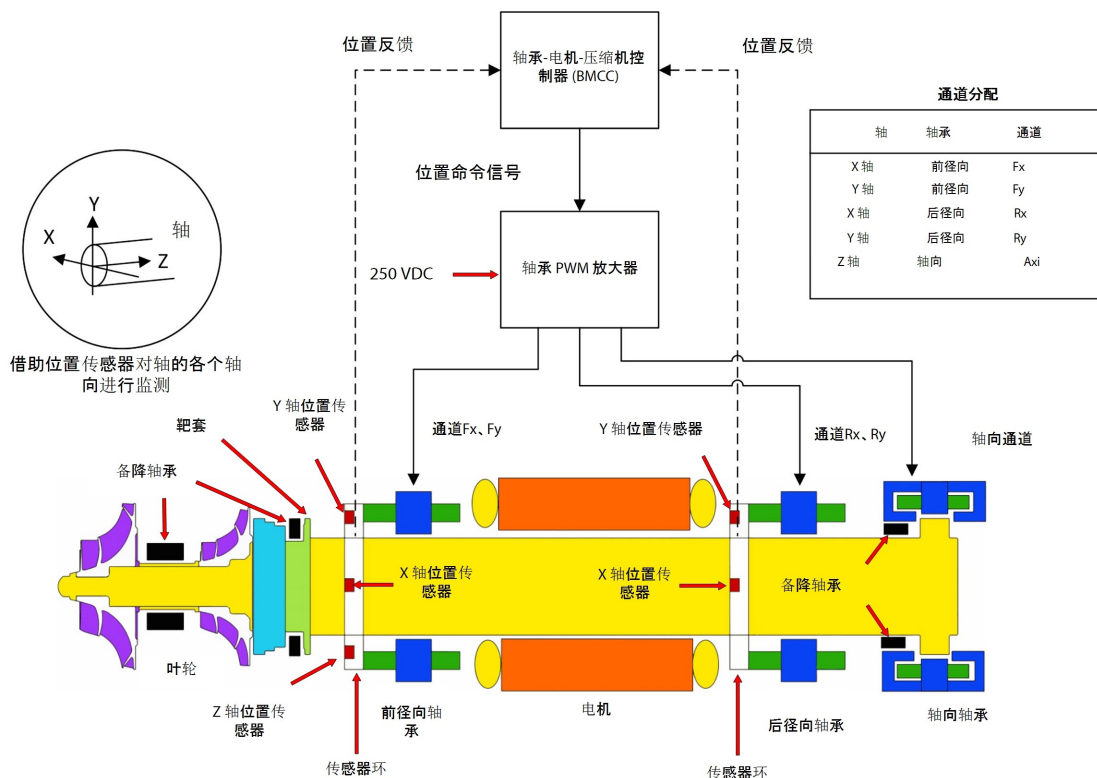 位置反馈
轴承-电机-压缩机控
制器 (BMCC)
位置反馈
通道分配
轴 轴承 通道
X 轴 前径向 Fx
Y 轴 前径向 Fy
X 轴 后径向 Rx
Y 轴 后径向 Ry
Z 轴 轴向 Axi
位置命令信号
Y
轴
X
Z
250 VDC
轴承 PWM 放大器
借助位置传感器对轴的各个轴
向进行监测
Y 轴位置传
感器
靶套
通道Fx、Fy
Y 轴位置传感器
通道Rx、Ry
轴向通道
备降轴承
X 轴位置传
感器
X 轴位置传
感器
备降轴承
叶轮
Z 轴位置传
感器
前径向轴
承
电机
后径向轴承
轴向轴承
传感器环
传感器环